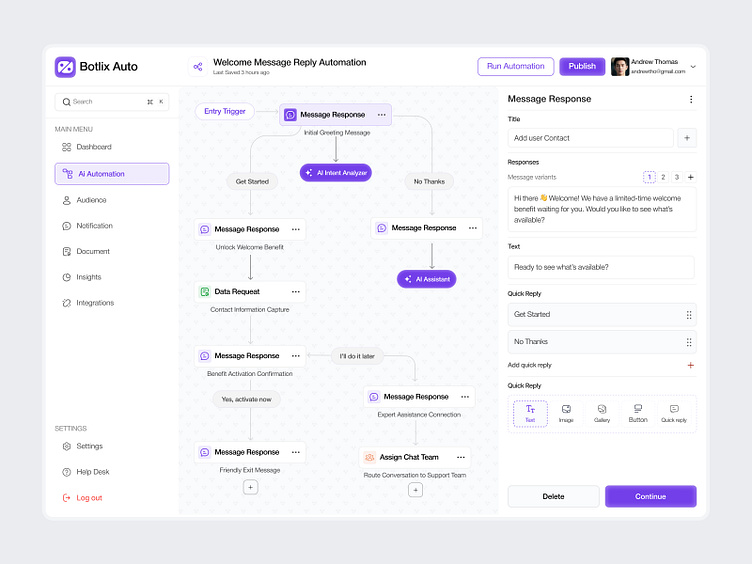 Botlix Auto
Search
⌘ K
MAIN MENU
Dashboard
Ai Automation
Audience
Notification
Document
Insights
Integrations
SETTINGS
Settings
Help Desk
Log out
Welcome Message Reply Automation
Last Saved 3 hours ago
Run Automation
Publish
Andrew Thomas
andrewtho@gmail.com
Entry Trigger
Message Response
Initial Greeting Message
AI Intent Analyzer
Get Started
No Thanks
Message Response
Unlock Welcome Benefit
Message Response
AI Assistant
Data Requeat
Contact Information Capture
Message Response
Benefit Activation Confirmation
I'll do it later
Yes, activate now
Message Response
Expert Assistance Connection
Message Response
Friendly Exit Message
Assign Chat Team
Route Conversation to Support Team
Message Response
Title
Add user Contact
Responses
Message variants
1 2 3 +
Hi there 👋 Welcome! We have a limited-time welcome
benefit waiting for you. Would you like to see what's
available?
Text
Ready to see what's available?
Quick Reply
Get Started
No Thanks
Add quick reply
Quick Reply
Text
Image
Gallery
Button
Quick reply
Delete
Continue